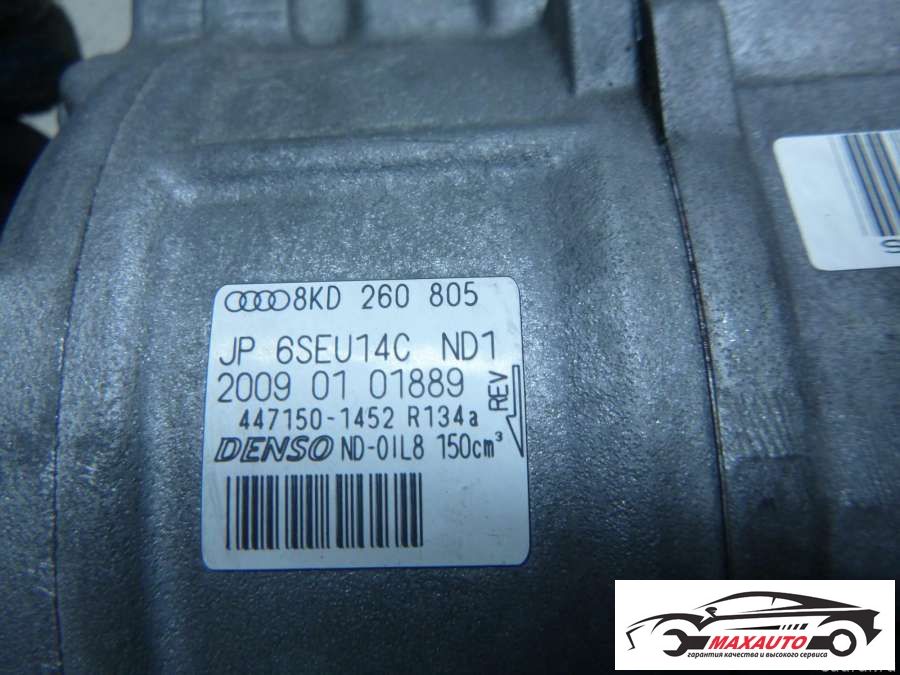 8KD 260 805
JP 6SEU14C ND1
2009 01 01889
REV
447150-1452 R134a
DENSO ND-OIL8 150cm³
S
MAXAUTO
гарантия качества и высокого сервиса